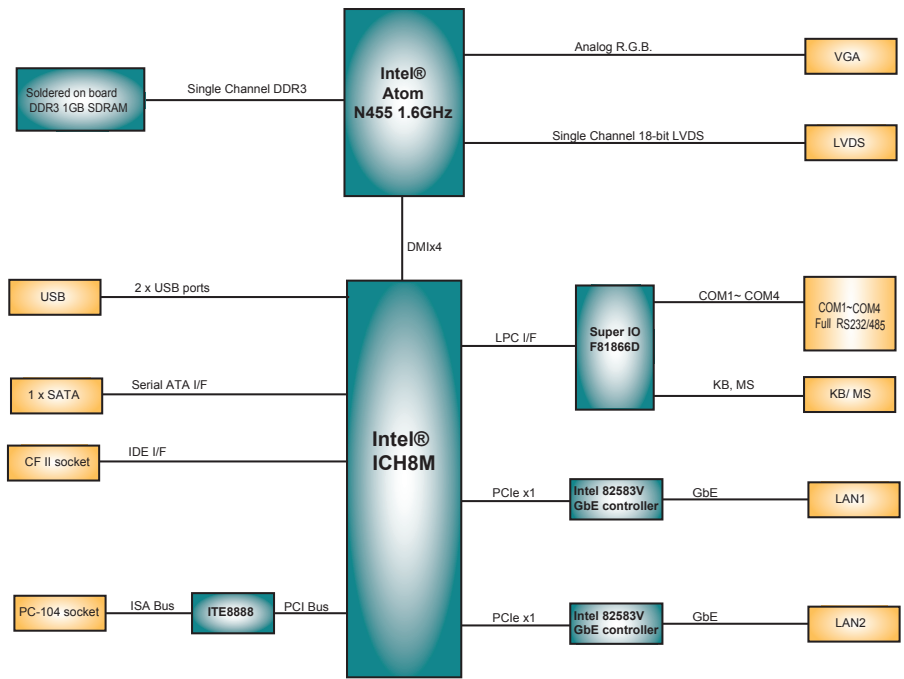 Intel®
Atom
N455 1.6GHz
Soldered on board
DDR3 1GB SDRAM
Single Channel DDR3
Analog R.G.B.
VGA
Single Channel 18-bit LVDS
LVDS
DMIx4
USB
2 x USB ports
1 x SATA
Serial ATA I/F
CF II socket
IDE I/F
PC-104 socket
ISA Bus
ITE8888
PCI Bus
Intel®
ICH8M
LPC I/F
Super IO
F81866D
COM1~ COM4
COM1~COM4
Full RS232/485
KB, MS
KB/ MS
PCIe x1
Intel 82583V
GbE controller
GbE
LAN1
PCIe x1
Intel 82583V
GbE controller
GbE
LAN2